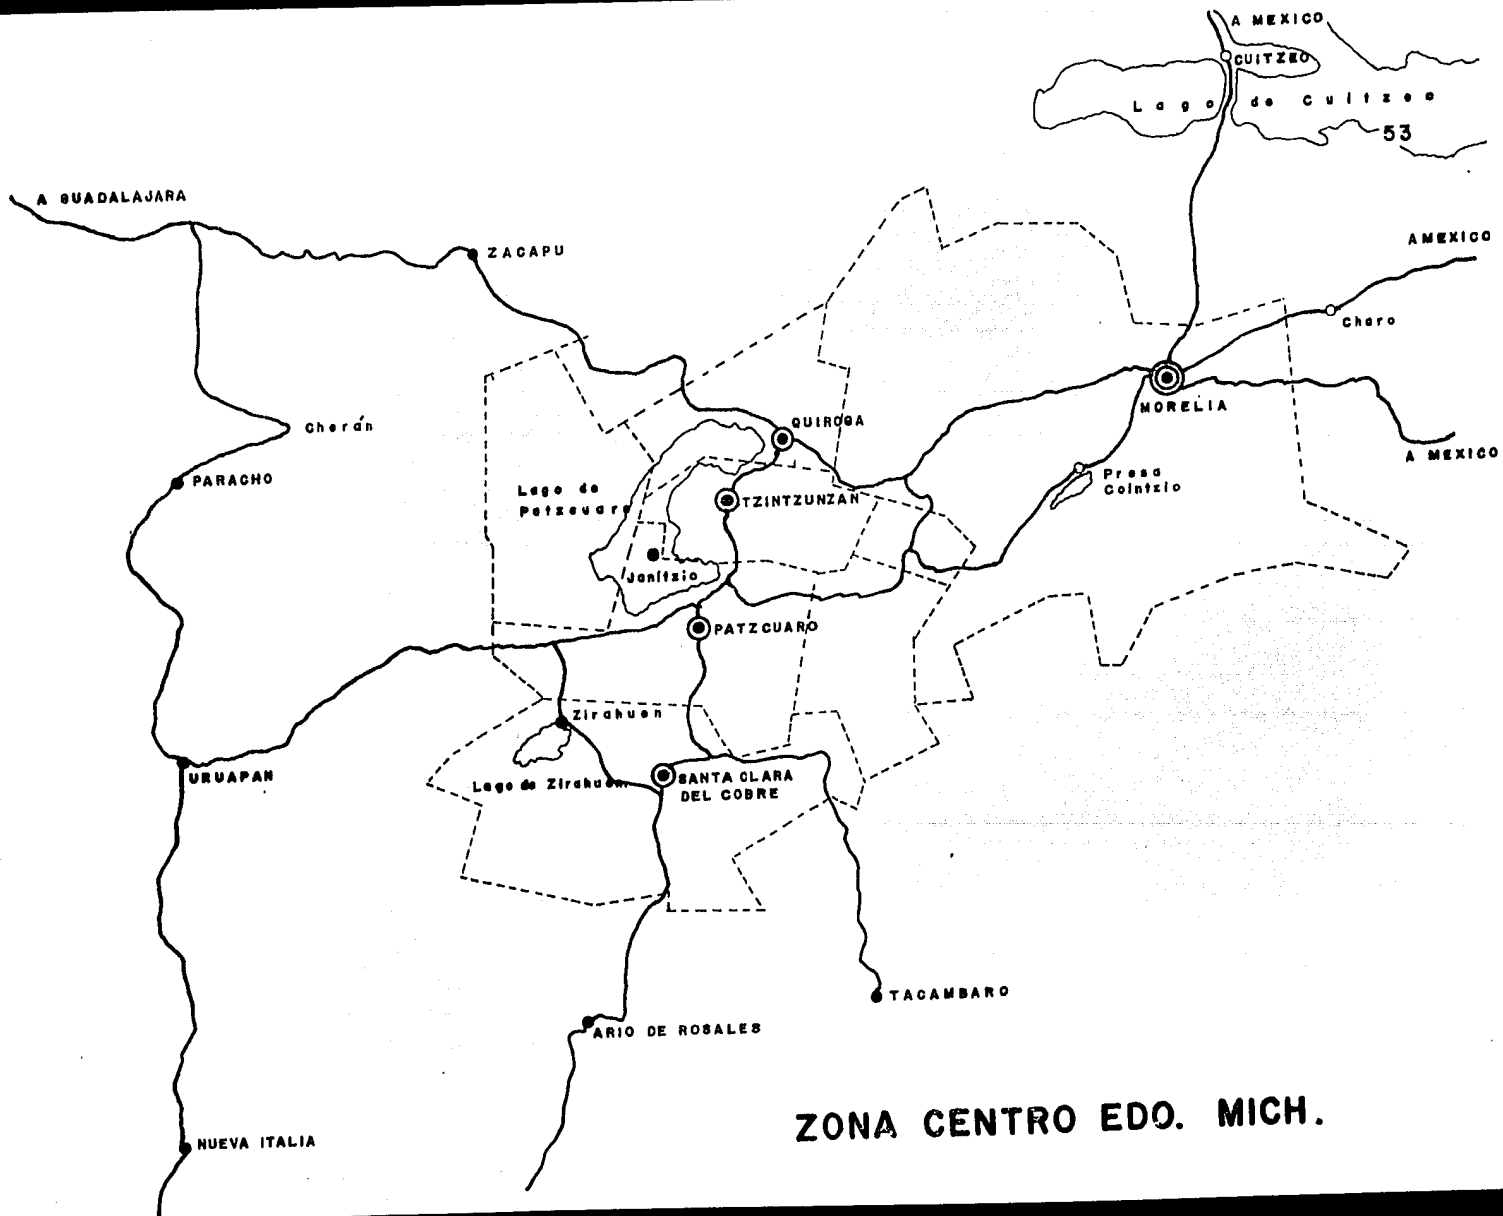 A MEXICO
CUITZEO
Lago de Cuitzeo
53
A GUADALAJARA
ZACAPU
A MEXICO
Charo
MORELIA
QUIROGA
Cherán
A MEXICO
PARACHO
Presa
Cointzio
Lago de
Patzcuaro
TZINTZUNZAN
Janitzio
PATZCUARO
Zirahuen
URUAPAN
Lago de Zirahuen
SANTA CLARA
DEL COBRE
TACAMBARO
ARIO DE ROSALES
ZONA CENTRO EDO. MICH.
NUEVA ITALIA